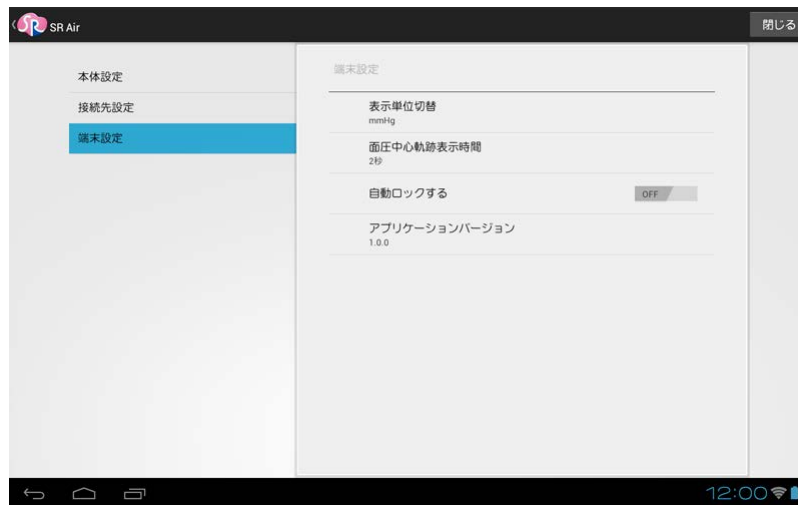 SR
SR Air
閉じる
本体設定
接続先設定
端末設定
端末設定
表示単位切替
mmHg
面圧中心軌跡表示時間
2秒
自動ロックする
OFF
アプリケーションバージョン
1.0.0
12:00